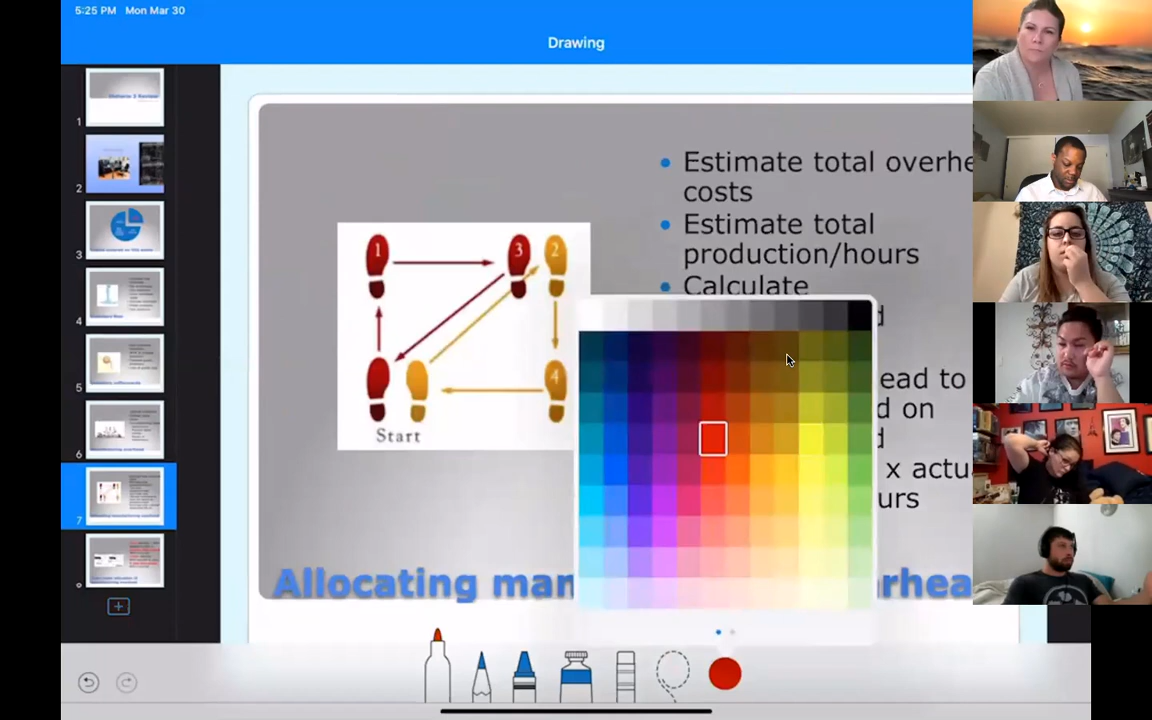 5:25 PM Mon Mar 30
Drawing
Estimate total overhe
costs
Estimate total
production/hours
Calculate
ead to
d on
x actu
urs
1
3
2
4
Start
Allocating man
rhea
1
2
3
4
5
6
7